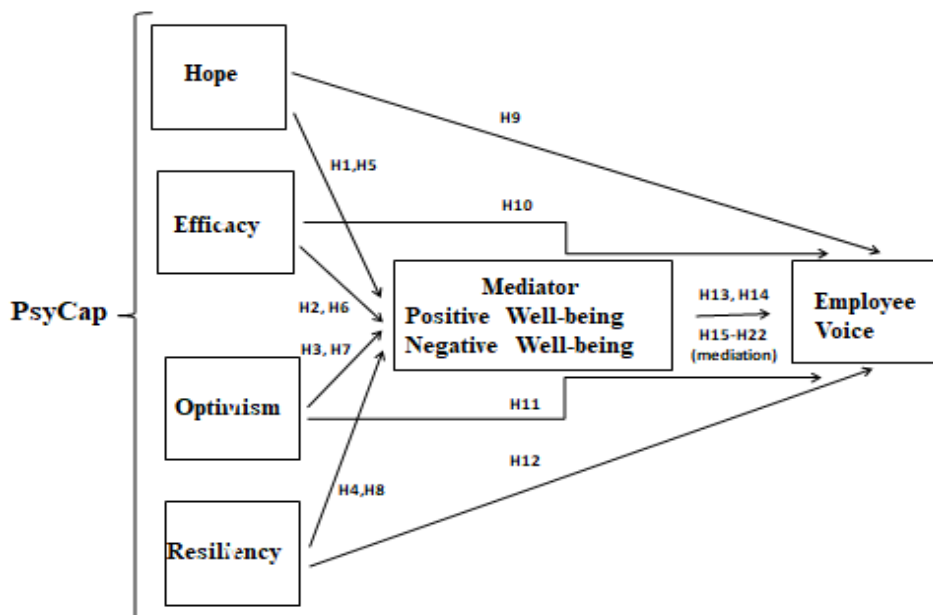 Hope
H9
H1,H5
Efficacy
H10
H2, H6
PsyCap
Mediator
Positive Well-being
Negative Well-being
H13, H14
H15-H22
(mediation)
Employee
Voice
H3, H7
Optimism
H11
H12
H4,H8
Resiliency